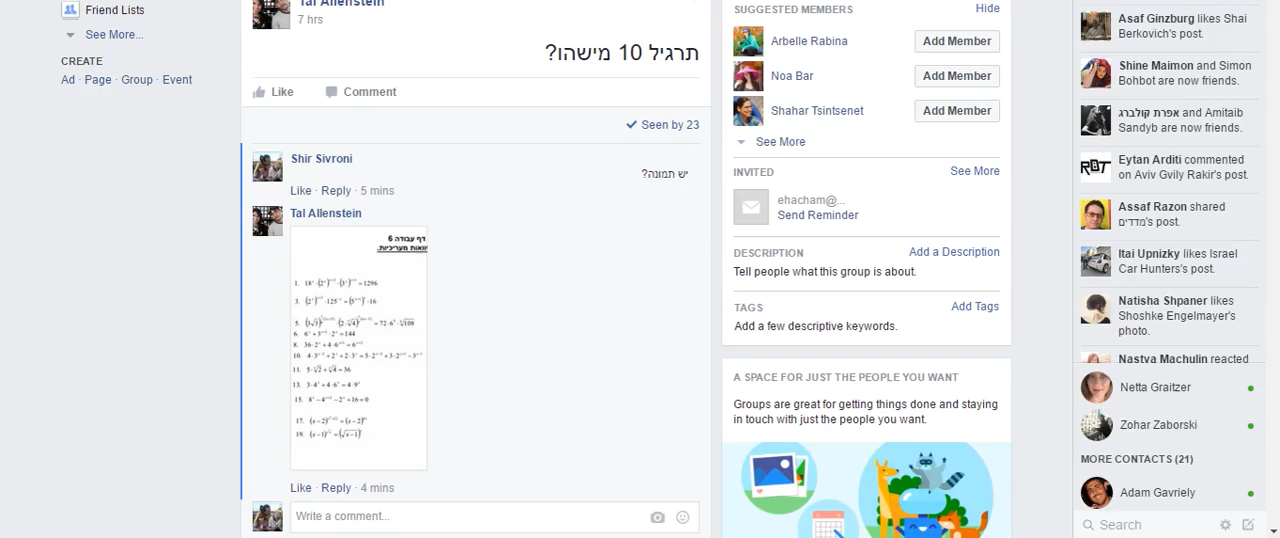 Friend Lists
See More...
CREATE
Ad · Page · Group · Event
Tal Allenstein
7 hrs
תרגיל 10 מישהו?
Like Comment
Seen by 23
Shir Sivroni
יש תמונה?
Like · Reply · 5 mins
Tal Allenstein
דף עבודה 6
Like · Reply · 4 mins
Write a comment...
SUGGESTED MEMBERS Hide
Arbelle Rabina Add Member
Noa Bar Add Member
Shahar Tsintsenet Add Member
See More
INVITED See More
ehacham@...
Send Reminder
DESCRIPTION Add a Description
Tell people what this group is about.
TAGS Add Tags
Add a few descriptive keywords.
A SPACE FOR JUST THE PEOPLE YOU WANT
Groups are great for getting things done and staying
in touch with just the people you want.
Asaf Ginzburg likes Shai
Berkovich's post.
Shine Maimon and Simon
Bohbot are now friends.
אפרת קולברג and Amitaib
Sandyb are now friends.
RBT
Eytan Arditi commented
on Aviv Gvily Rakir's post.
Assaf Razon shared
מדדים's post.
Itai Upnizky likes Israel
Car Hunters's post.
Natisha Shpaner likes
Shoshke Engelmayer's
photo.
Nastya Machulin reacted
Netta Graitzer
Zohar Zaborski
MORE CONTACTS (21)
Adam Gavriely
Search